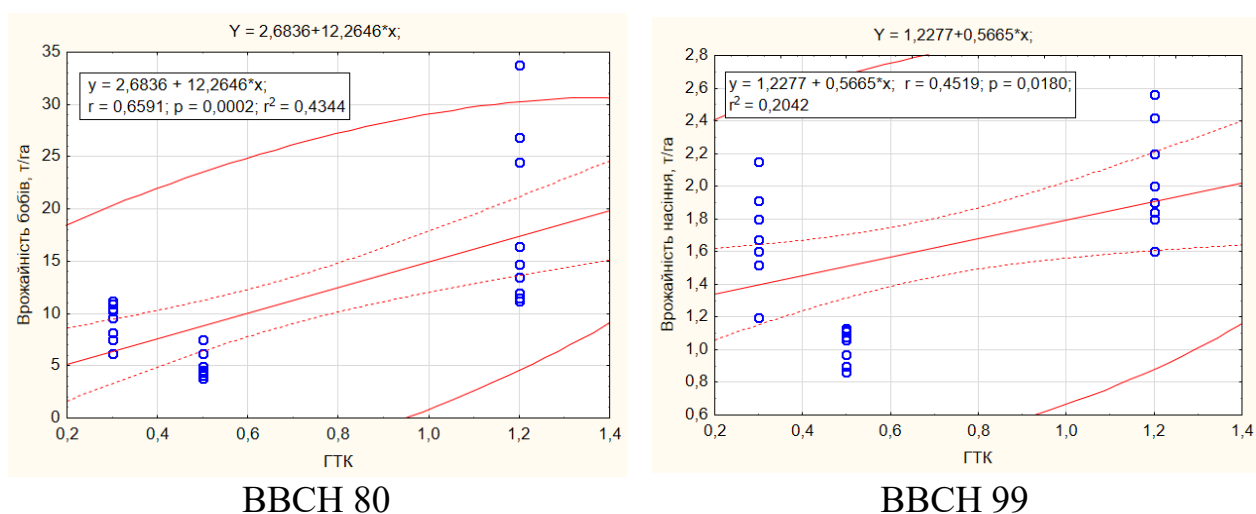 Y = 2,6836+12,2646*x;
y = 2,6836 + 12,2646*x;
r = 0,6591; p = 0,0002; r² = 0,4344
Врожайність бобів, т/га
35
30
25
20
15
10
5
0
0,2 0,4 0,6 0,8 1,0 1,2 1,4
ГТК
BBCH 80
Y = 1,2277+0,5665*x;
y = 1,2277 + 0,5665*x; r = 0,4519; p = 0,0180;
r² = 0,2042
Врожайність насіння, т/га
2,8
2,6
2,4
2,2
2,0
1,8
1,6
1,4
1,2
1,0
0,8
0,6
0,2 0,4 0,6 0,8 1,0 1,2 1,4
ГТК
BBCH 99